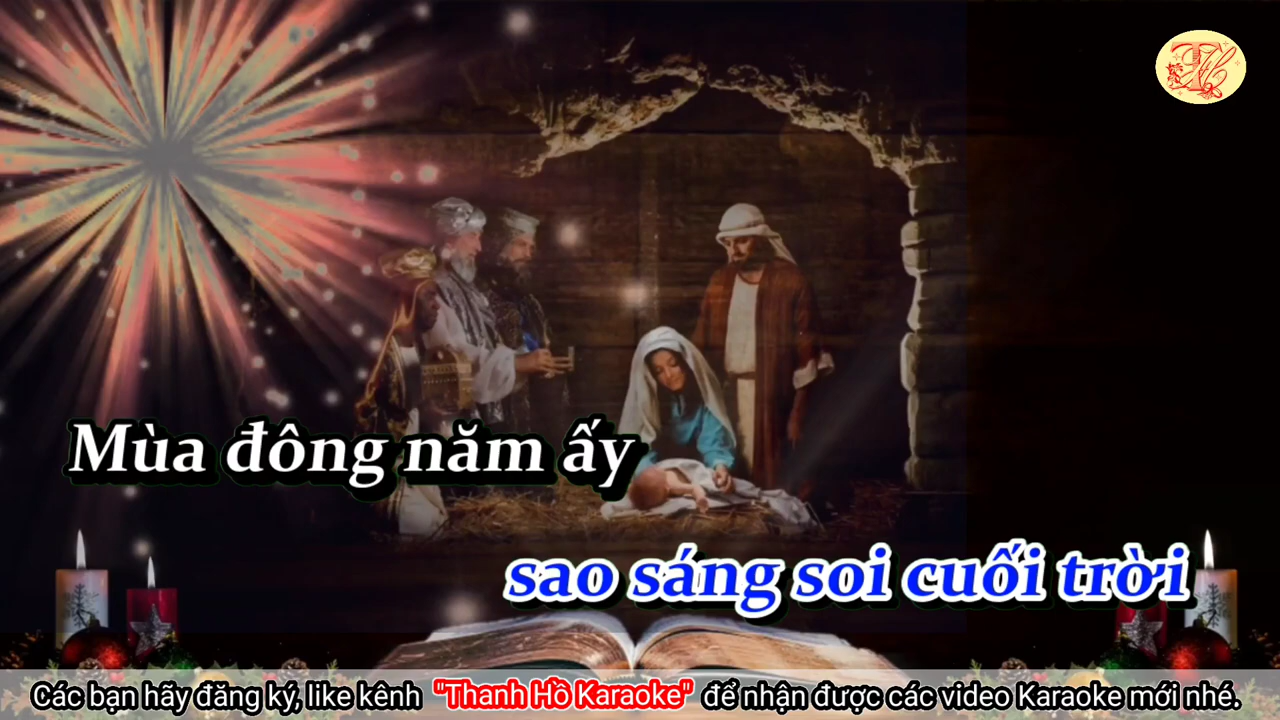 Mùa đông năm ấy
sao sáng soi cuối trời
Các bạn hãy đăng ký, like kênh "Thanh Hồ Karaoke" để nhận được các video Karaoke mới nhé.